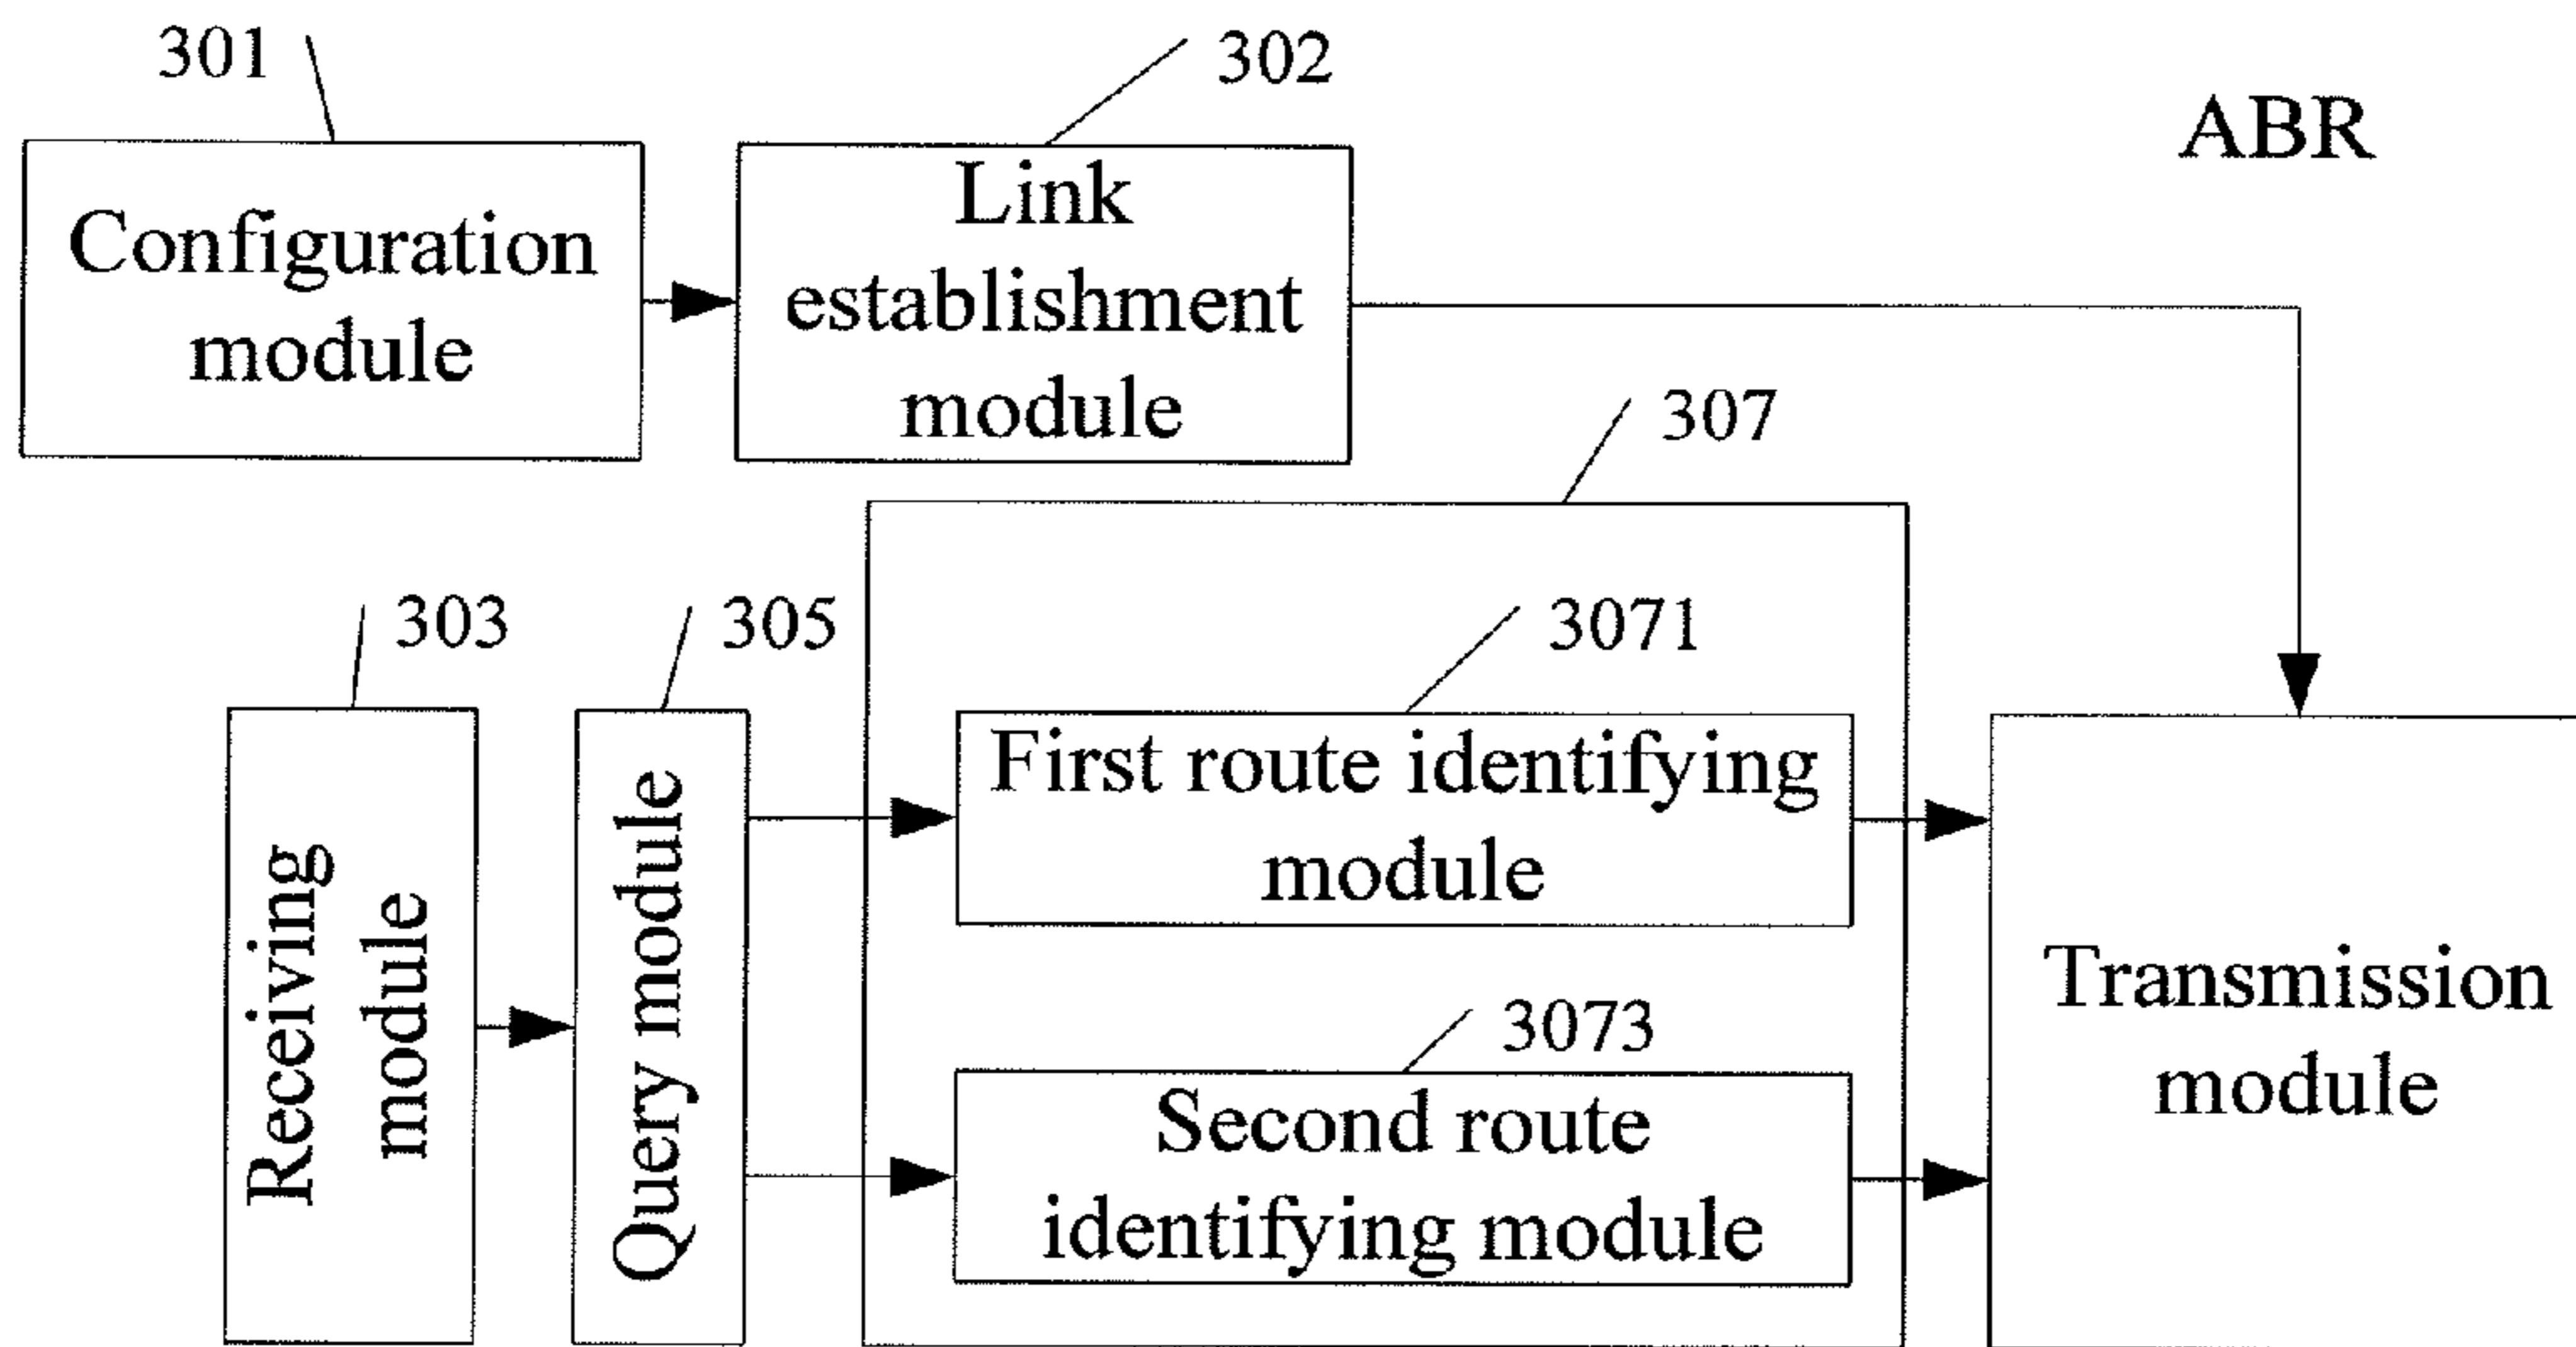 301
302
ABR
Configuration
module
Link
establishment
module
307
303
305
3071
Receiving
module
Query module
First route identifying
module
3073
Second route
identifying module
Transmission
module